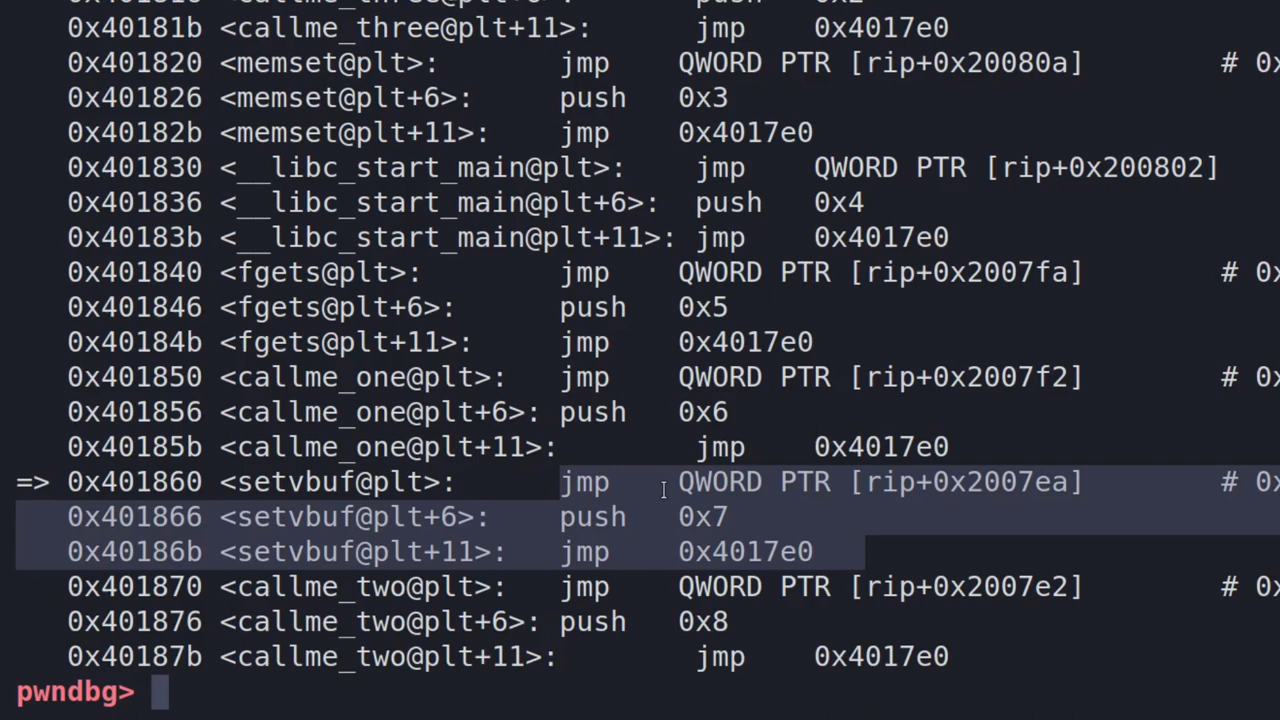 0x40181b <callme_three@plt+11>: jmp 0x4017e0
0x401820 <memset@plt>: jmp QWORD PTR [rip+0x20080a] #
0x401826 <memset@plt+6>: push 0x3
0x40182b <memset@plt+11>: jmp 0x4017e0
0x401830 <__libc_start_main@plt>: jmp QWORD PTR [rip+0x200802]
0x401836 <__libc_start_main@plt+6>: push 0x4
0x40183b <__libc_start_main@plt+11>: jmp 0x4017e0
0x401840 <fgets@plt>: jmp QWORD PTR [rip+0x2007fa] #
0x401846 <fgets@plt+6>: push 0x5
0x40184b <fgets@plt+11>: jmp 0x4017e0
0x401850 <callme_one@plt>: jmp QWORD PTR [rip+0x2007f2] #
0x401856 <callme_one@plt+6>: push 0x6
0x40185b <callme_one@plt+11>: jmp 0x4017e0
=> 0x401860 <setvbuf@plt>: jmp QWORD PTR [rip+0x2007ea] #
0x401866 <setvbuf@plt+6>: push 0x7
0x40186b <setvbuf@plt+11>: jmp 0x4017e0
0x401870 <callme_two@plt>: jmp QWORD PTR [rip+0x2007e2] #
0x401876 <callme_two@plt+6>: push 0x8
0x40187b <callme_two@plt+11>: jmp 0x4017e0
pwndbg>